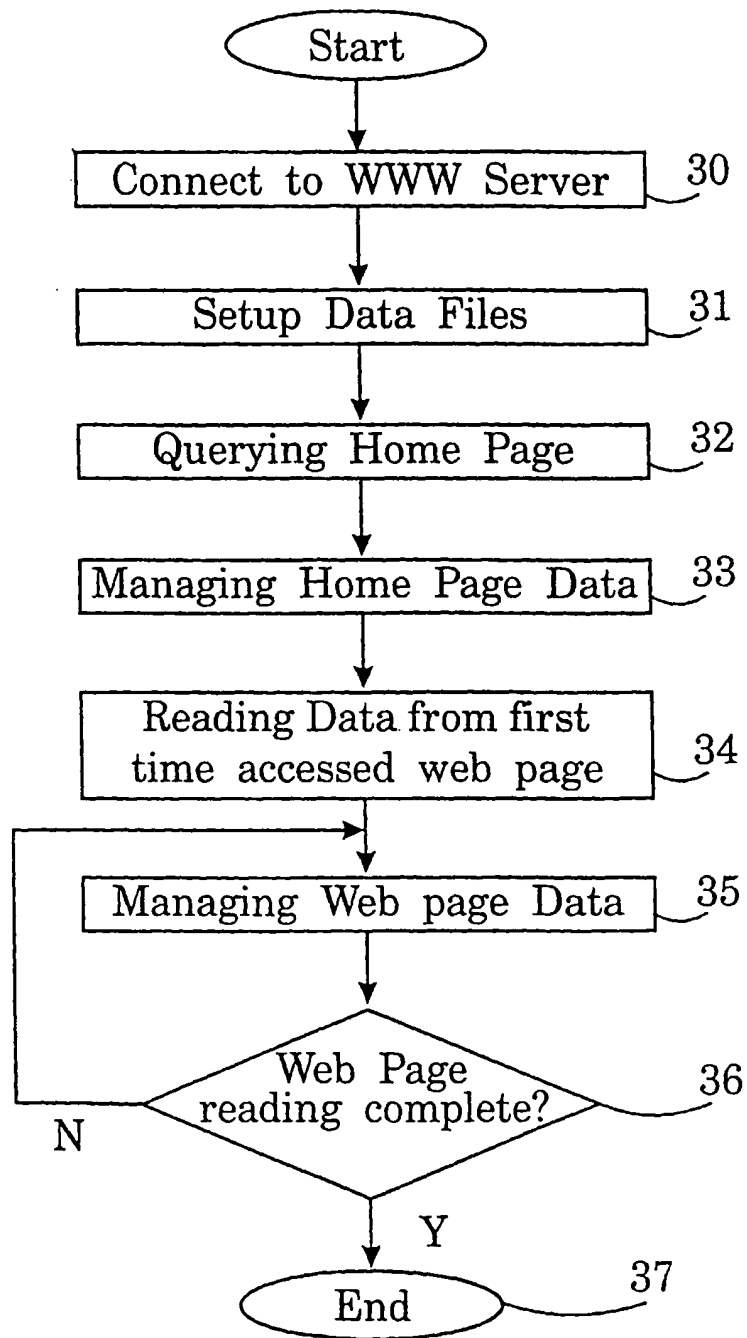 Start
Connect to WWW Server
30
Setup Data Files
31
Querying Home Page
32
Managing Home Page Data
33
Reading Data from first
time accessed web page
34
Managing Web page Data
35
Web Page
reading complete?
36
N
Y
End
37